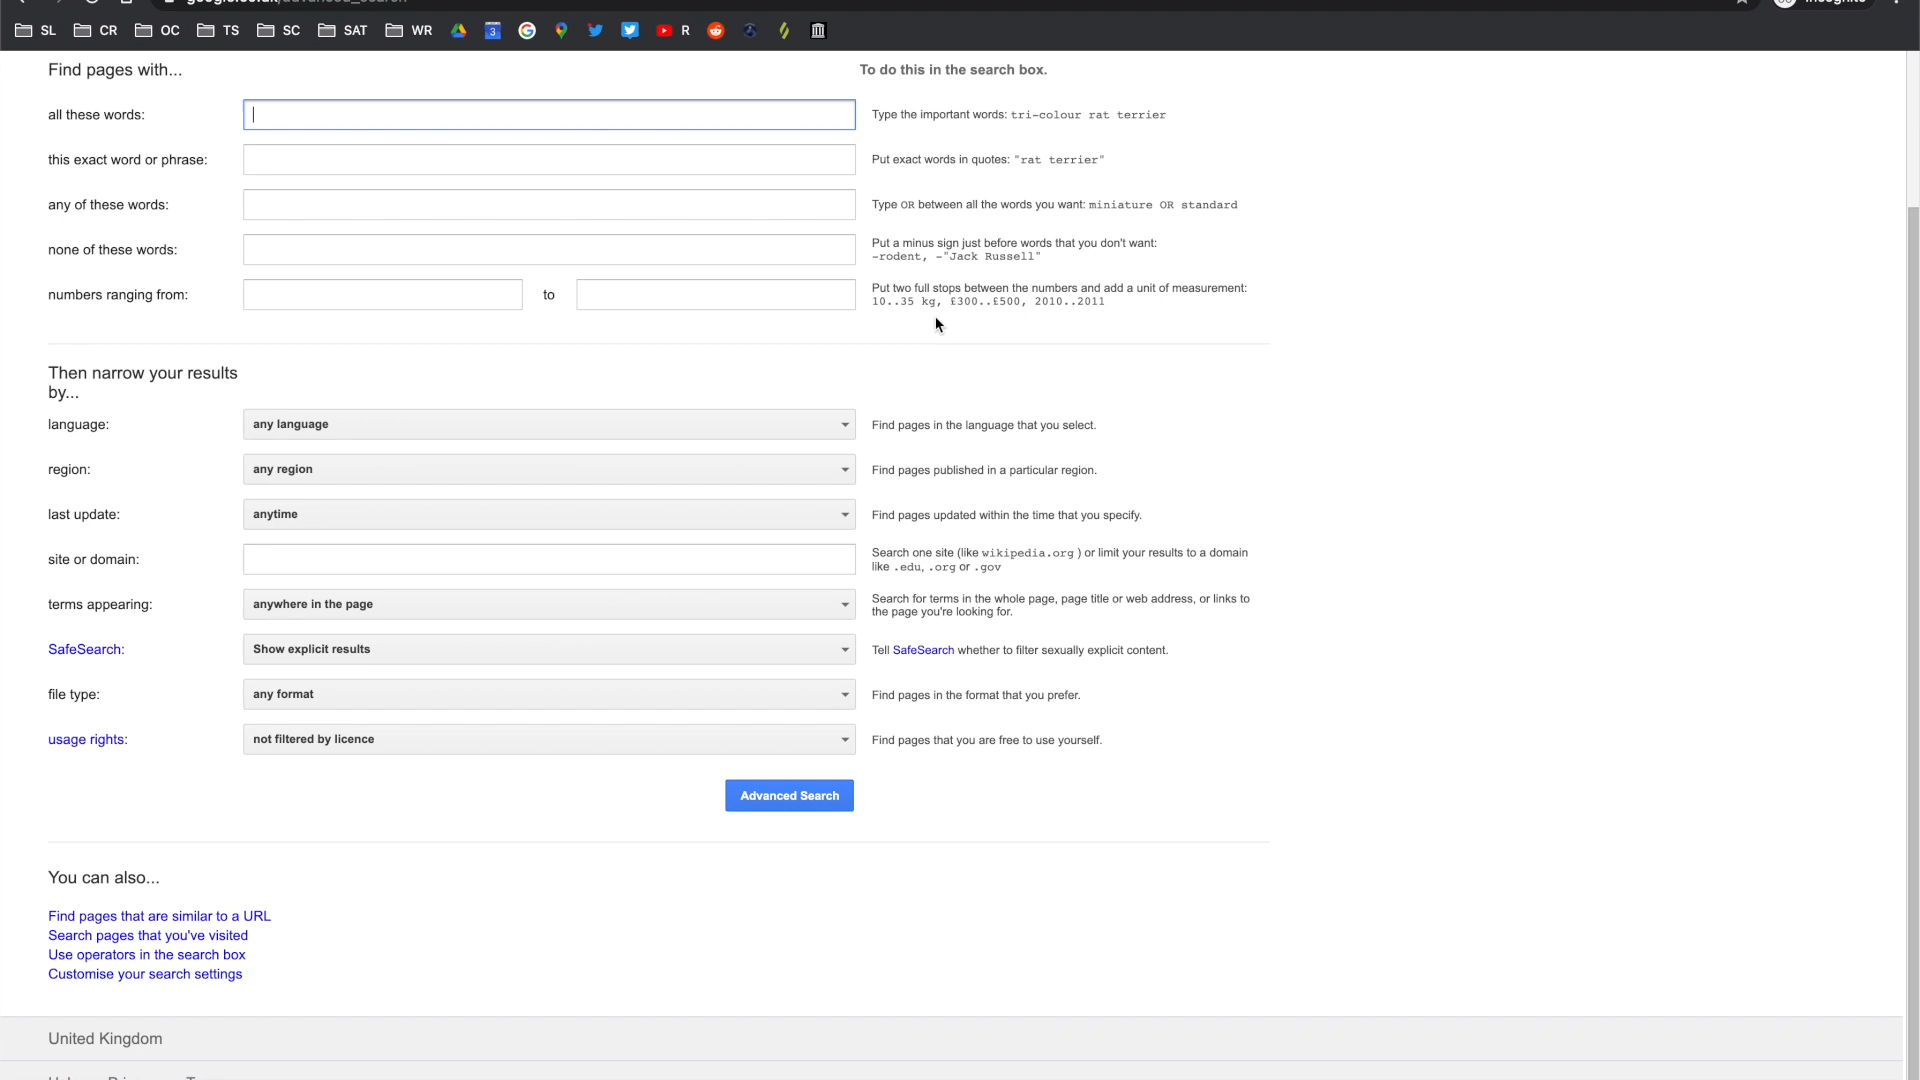 SL CR OC TS SC SAT WR R
Find pages with...
To do this in the search box.
all these words:
Type the important words: tri-colour rat terrier
this exact word or phrase:
Put exact words in quotes: "rat terrier"
any of these words:
Type OR between all the words you want: miniature OR standard
none of these words:
Put a minus sign just before words that you don't want:
-rodent, -"Jack Russell"
numbers ranging from:
to
Put two full stops between the numbers and add a unit of measurement:
10..35 kg, £300..£500, 2010..2011
Then narrow your results
by...
language:
any language
Find pages in the language that you select.
region:
any region
Find pages published in a particular region.
last update:
anytime
Find pages updated within the time that you specify.
site or domain:
Search one site (like wikipedia.org ) or limit your results to a domain
like .edu, .org or .gov
terms appearing:
anywhere in the page
Search for terms in the whole page, page title or web address, or links to
the page you're looking for.
SafeSearch:
Show explicit results
Tell SafeSearch whether to filter sexually explicit content.
file type:
any format
Find pages in the format that you prefer.
usage rights:
not filtered by licence
Find pages that you are free to use yourself.
Advanced Search
You can also...
Find pages that are similar to a URL
Search pages that you've visited
Use operators in the search box
Customise your search settings
United Kingdom